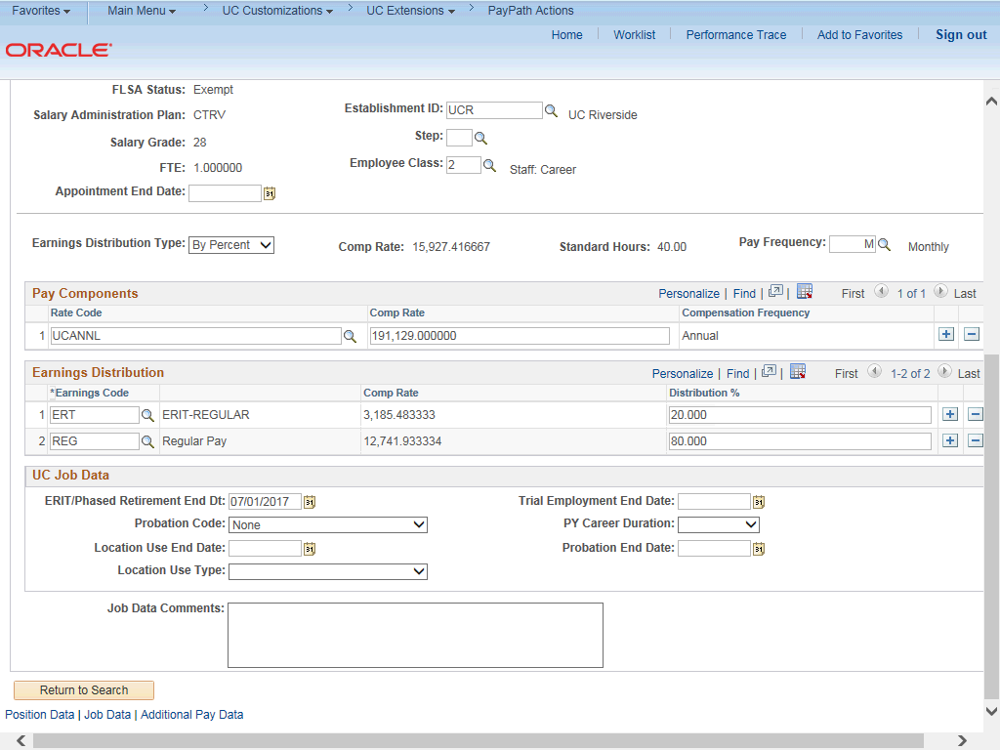 Favorites Main Menu > UC Customizations > UC Extensions > PayPath Actions
Home Worklist Performance Trace Add to Favorites Sign out
ORACLE
FLSA Status: Exempt
Establishment ID: UCR UC Riverside
Salary Administration Plan: CTRV
Step:
Salary Grade: 28
Employee Class: 2 Staff: Career
FTE: 1.000000
Appointment End Date:
Earnings Distribution Type: By Percent Comp Rate: 15,927.416667 Standard Hours: 40.00 Pay Frequency: M Monthly
Pay Components Personalize | Find | | First 1 of 1 Last
Rate Code Comp Rate Compensation Frequency
1 UCANNL 191,129.000000 Annual
Earnings Distribution Personalize | Find | | First 1-2 of 2 Last
*Earnings Code Comp Rate Distribution %
1 ERT ERIT-REGULAR 3,185.483333 20.000
2 REG Regular Pay 12,741.933334 80.000
UC Job Data
ERIT/Phased Retirement End Dt: 07/01/2017 Trial Employment End Date:
Probation Code: None PY Career Duration:
Location Use End Date: Probation End Date:
Location Use Type:
Job Data Comments:
Return to Search
Position Data | Job Data | Additional Pay Data